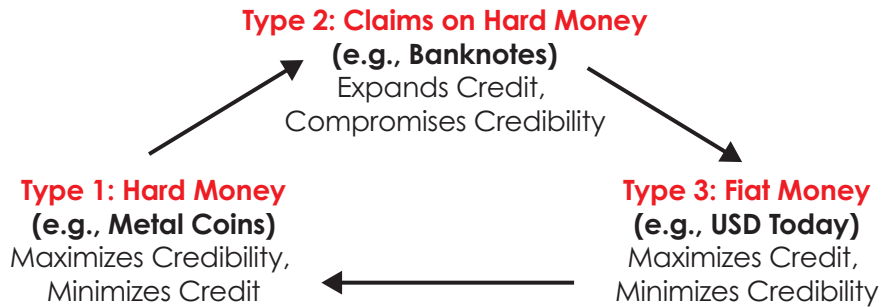 Type 2: Claims on Hard Money
(e.g., Banknotes)
Expands Credit,
Compromises Credibility
Type 1: Hard Money
(e.g., Metal Coins)
Maximizes Credibility,
Minimizes Credit
Type 3: Fiat Money
(e.g., USD Today)
Maximizes Credit,
Minimizes Credibility